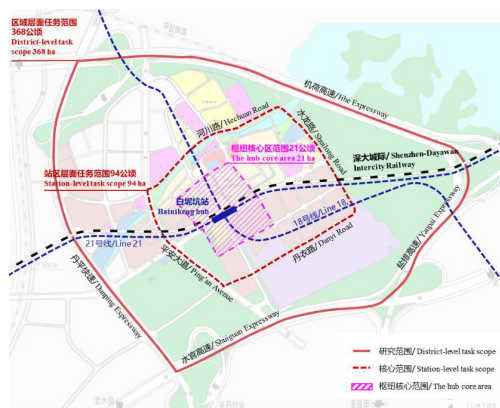 区域层面任务范围
368公顷
District-level task
scope 368 ha
机荷高速/Jihe Expressway
河川路/Hechuan Road
水龙路/Shuilong Road
枢纽核心区范围21公顷
The hub core area 21 ha
深大城际/ Shenzhen-Dayawan
Intercity Railway
站区层面任务范围94公顷
Station-level task scope 94 ha
白坭坑站
Bainikeng hub
18号线/Line 18
21号线/Line 21
丹平快速/Danping Expressway
平安大道/Ping'an Avenue
丹农路/Danyi Road
盐排高速/Yanpai Expressway
水官高速/Shuiguan Expressway
研究范围/ District-level task scope
核心范围/ Station-level task scope
枢纽核心范围/ The hub core area